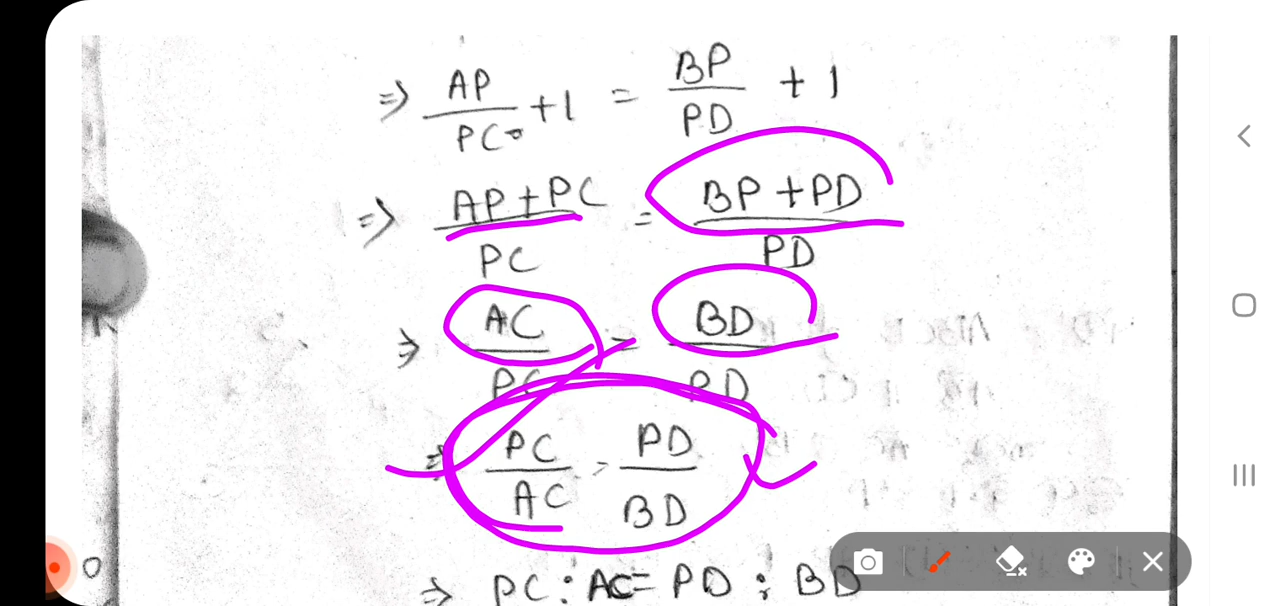 => AP/PC + 1 = BP/PD + 1
=> AP+PC/PC = BP+PD/PD
=> AC/PC = BD/PD
=> PC/AC = PD/BD
=> PC : AC = PD : BD